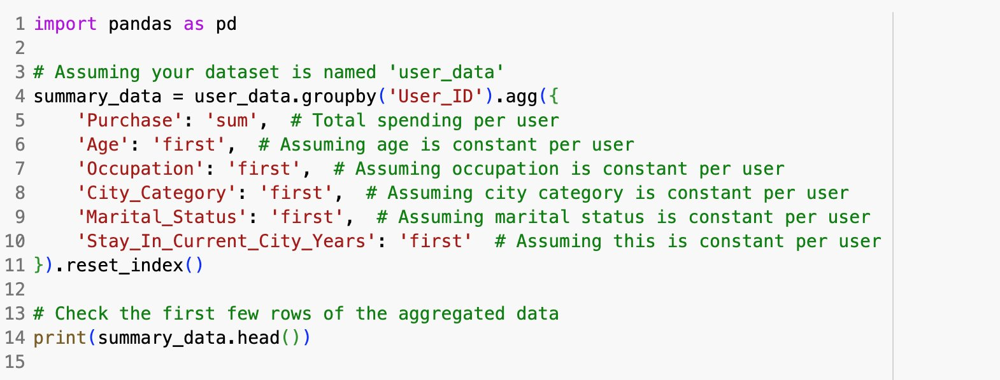 1 import pandas as pd
2
3 # Assuming your dataset is named 'user_data'
4 summary_data = user_data.groupby('User_ID').agg({
5     'Purchase': 'sum',  # Total spending per user
6     'Age': 'first',  # Assuming age is constant per user
7     'Occupation': 'first',  # Assuming occupation is constant per user
8     'City_Category': 'first',  # Assuming city category is constant per user
9     'Marital_Status': 'first',  # Assuming marital status is constant per user
10     'Stay_In_Current_City_Years': 'first'  # Assuming this is constant per user
11 }).reset_index()
12
13 # Check the first few rows of the aggregated data
14 print(summary_data.head())
15